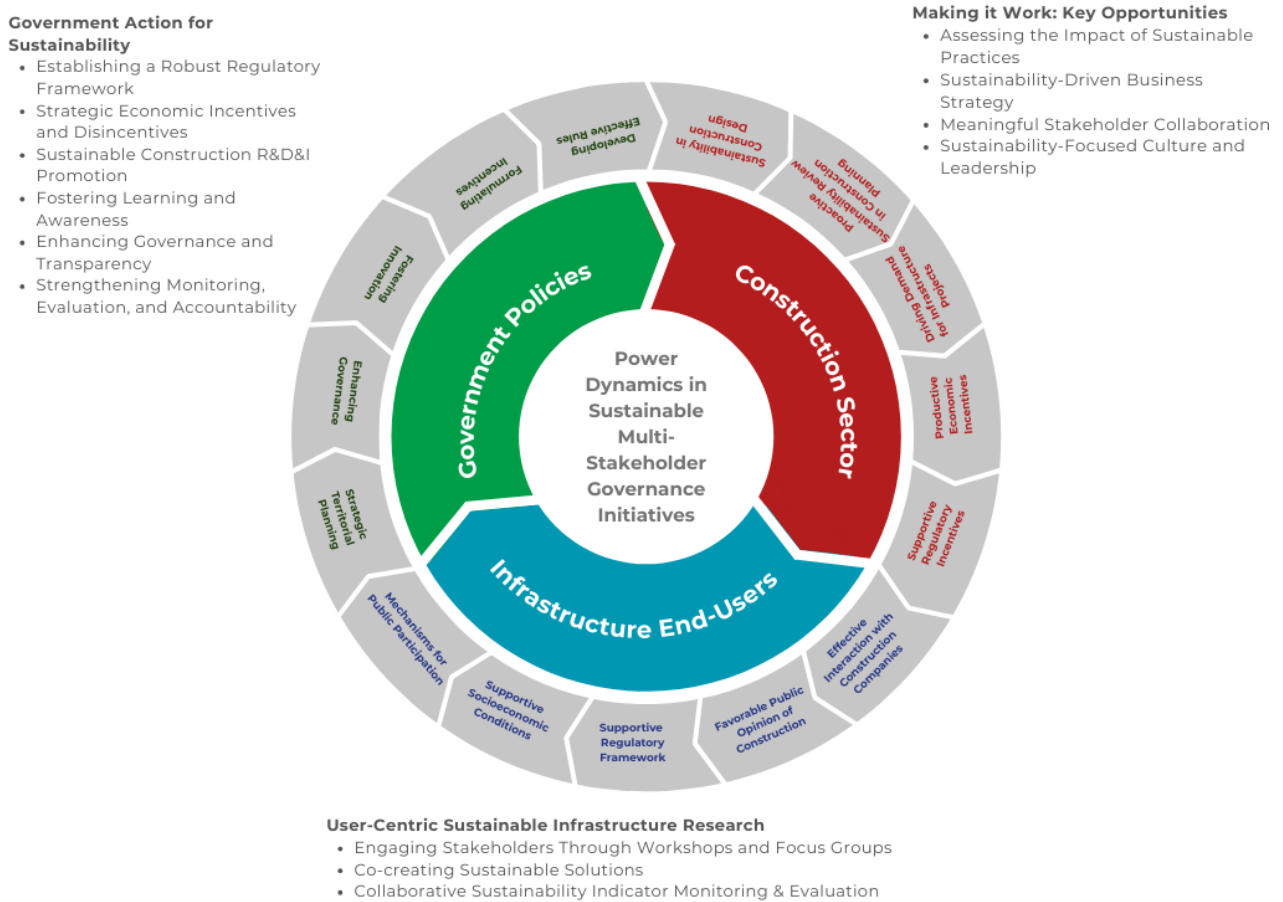 Government Action for
Sustainability
• Establishing a Robust Regulatory
Framework
• Strategic Economic Incentives
and Disincentives
• Sustainable Construction R&D&I
Promotion
• Fostering Learning and
Awareness
• Enhancing Governance and
Transparency
• Strengthening Monitoring,
Evaluation, and Accountability
Making it Work: Key Opportunities
• Assessing the Impact of Sustainable
Practices
• Sustainability-Driven Business
Strategy
• Meaningful Stakeholder Collaboration
• Sustainability-Focused Culture and
Leadership
Developing
Effective Rules
Formulating
Incentives
Fostering
Innovation
Enhancing
Governance
Strategic
Territorial
Planning
Sustainability in
Construction
Design
Proactive
Sustainability Review
in Construction
Planning
Driving Demand
for Infrastructure
Projects
Productive
Economic
Incentives
Supportive
Regulatory
Incentives
Government Policies
Construction Sector
Infrastructure End-Users
Power
Dynamics in
Sustainable
Multi-
Stakeholder
Governance
Initiatives
Mechanisms for
Public Participation
Supportive
Socioeconomic
Conditions
Supportive
Regulatory
Framework
Favorable Public
Opinion of
Construction
Effective
Interaction with
Construction
Companies
User-Centric Sustainable Infrastructure Research
• Engaging Stakeholders Through Workshops and Focus Groups
• Co-creating Sustainable Solutions
• Collaborative Sustainability Indicator Monitoring & Evaluation